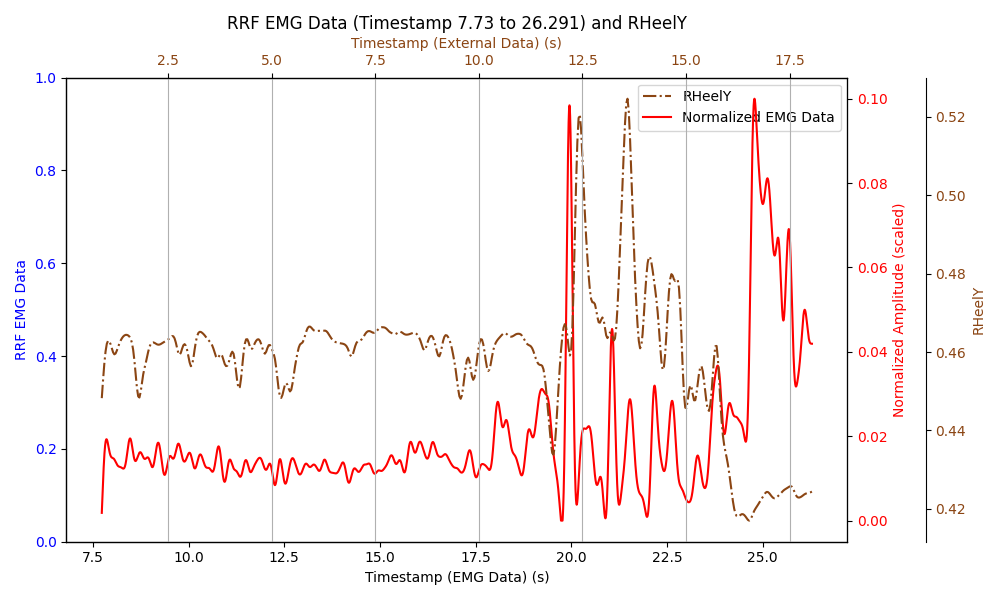 RRF EMG Data (Timestamp 7.73 to 26.291) and RHeelY
Timestamp (External Data) (s)
2.5 5.0 7.5 10.0 12.5 15.0 17.5
RHeelY
Normalized EMG Data
1.0
0.8
0.6
0.4
0.2
0.0
RRF EMG Data
0.10
0.08
0.06
0.04
0.02
0.00
Normalized Amplitude (scaled)
0.52
0.50
0.48
0.46
0.44
0.42
RHeelY
7.5 10.0 12.5 15.0 17.5 20.0 22.5 25.0
Timestamp (EMG Data) (s)